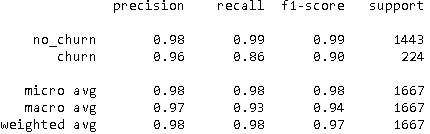 precision recall f1-score support
no_churn 0.98 0.99 0.99 1443
churn 0.96 0.86 0.90 224
micro avg 0.98 0.98 0.98 1667
macro avg 0.97 0.93 0.94 1667
weighted avg 0.98 0.98 0.97 1667